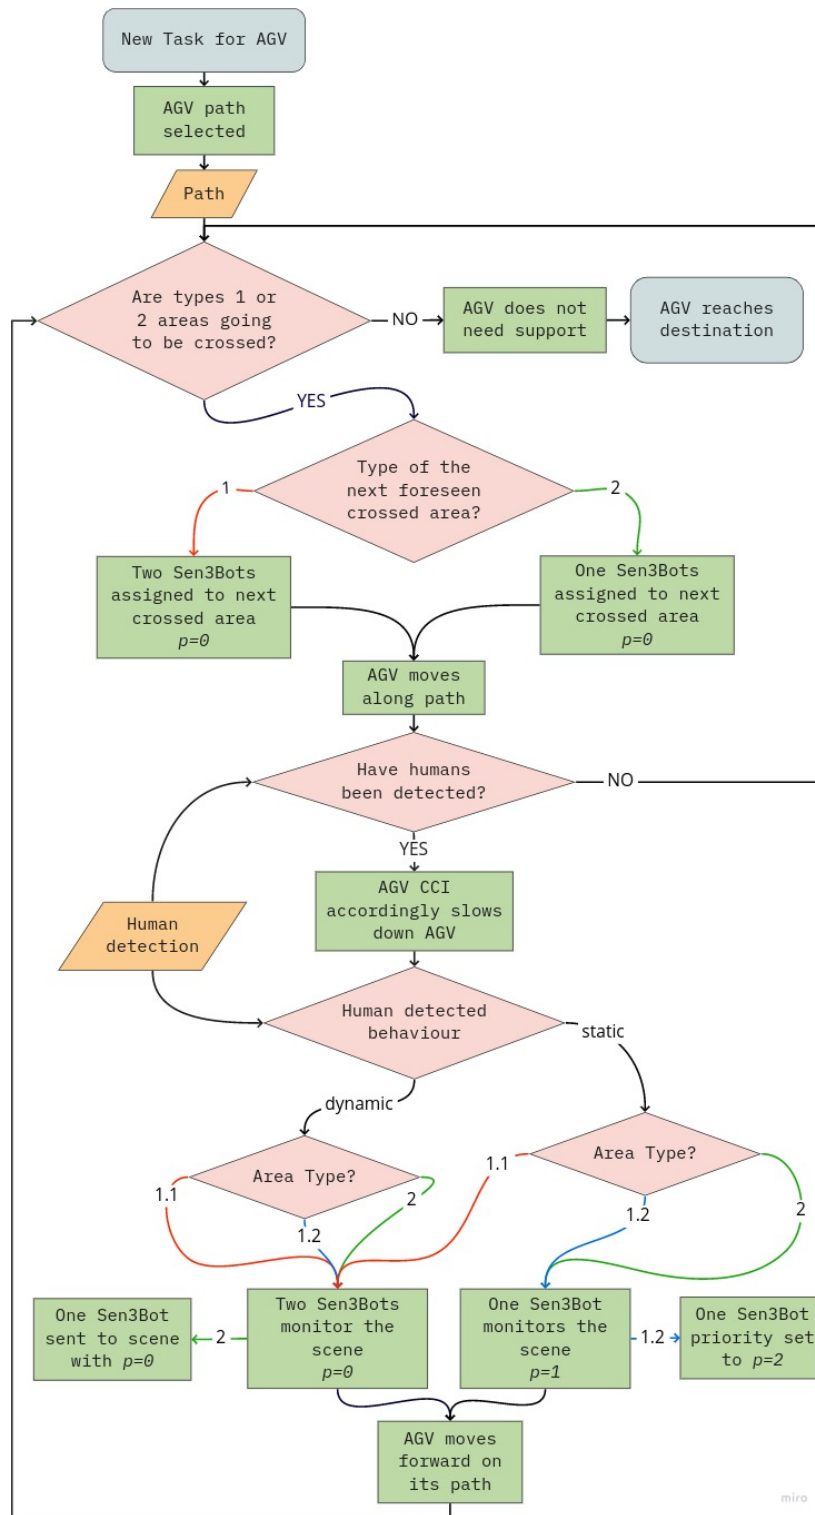 New Task for AGV
AGV path
selected
Path
Are types 1 or
2 areas going
to be crossed?
NO
AGV does not
need support
AGV reaches
destination
YES
Type of the
next foreseen
crossed area?
1
2
Two Sen3Bots
assigned to next
crossed area
p=0
One Sen3Bots
assigned to next
crossed area
p=0
AGV moves
along path
Have humans
been detected?
NO
YES
AGV CCI
accordingly slows
down AGV
Human
detection
Human detected
behaviour
static
dynamic
Area Type?
Area Type?
1.1
1.2
2
1.1
1.2
2
One Sen3Bot
sent to scene
with p=0
2
Two Sen3Bots
monitor the
scene
p=0
One Sen3Bot
monitors the
scene
p=1
1.2
One Sen3Bot
priority set
to p=2
AGV moves
forward on
its path
miro